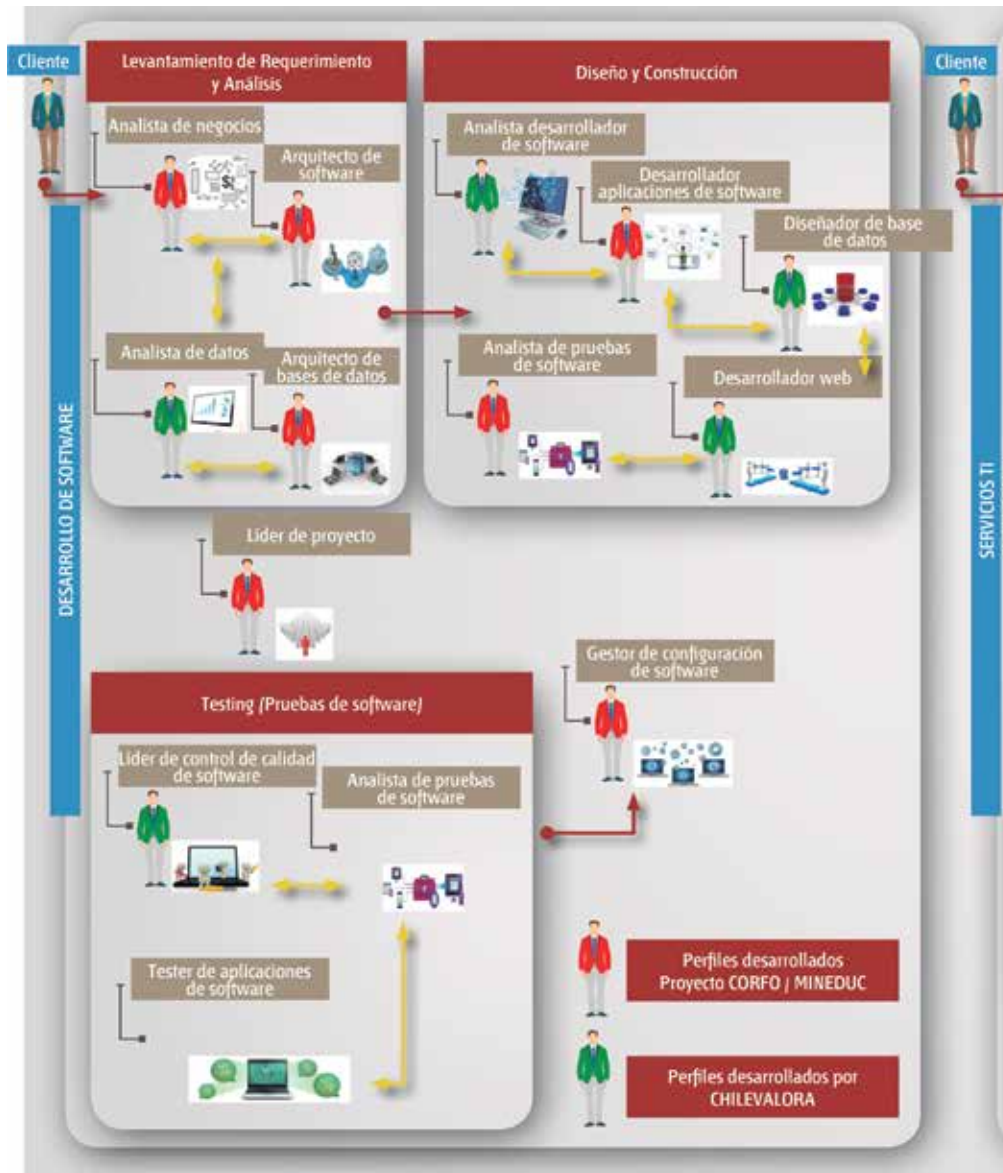 Cliente
DESARROLLO DE SOFTWARE
Levantamiento de Requerimiento
y Análisis
Analista de negocios
Arquitecto de
software
Analista de datos
Arquitecto de
bases de datos
Diseño y Construcción
Analista desarrollador
de software
Desarrollador
aplicaciones de software
Diseñador de base
de datos
Analista de pruebas
de software
Desarrollador web
Líder de proyecto
Gestor de configuración
de software
Testing (Pruebas de software)
Líder de control de calidad
de software
Analista de pruebas
de software
Tester de aplicaciones
de software
Perfiles desarrollados
Proyecto CORFO / MINEDUC
Perfiles desarrollados por
CHILEVALORA
Cliente
SERVICIOS TI